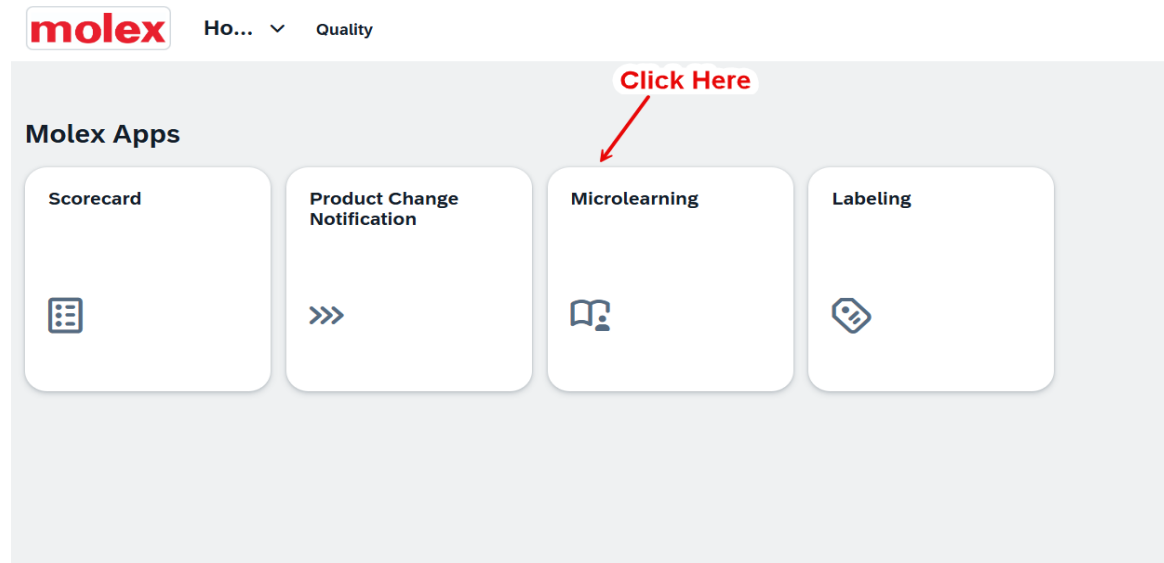 molex
Ho... Quality
Click Here
Molex Apps
Scorecard
Product Change
Notification
Microlearning
Labeling